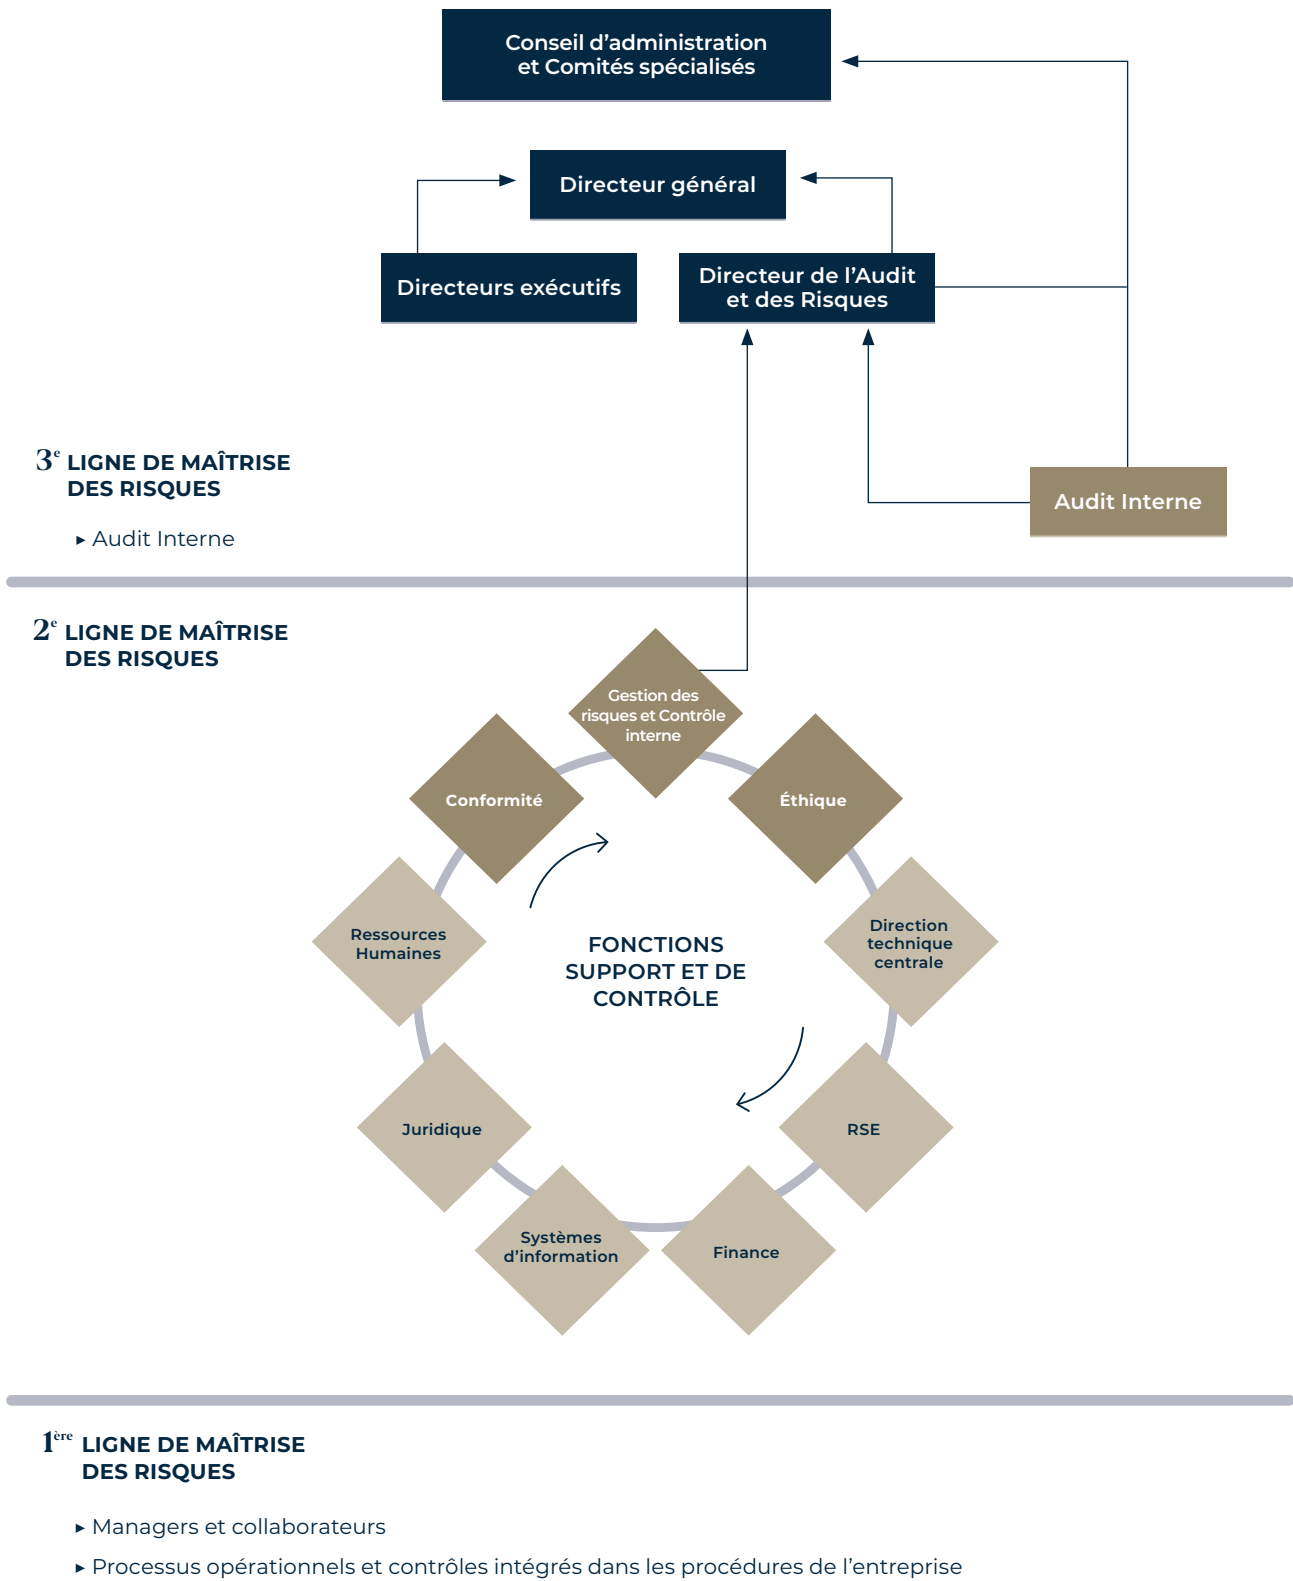 Conseil d’administration
et Comités spécialisés
Directeur général
Directeurs exécutifs
Directeur de l’Audit
et des Risques
3e LIGNE DE MAÎTRISE
DES RISQUES
▸ Audit Interne
Audit Interne
2e LIGNE DE MAÎTRISE
DES RISQUES
Gestion des
risques et Contrôle
interne
Conformité
Éthique
Ressources
Humaines
Direction
technique
centrale
FONCTIONS
SUPPORT ET DE
CONTRÔLE
Juridique
RSE
Systèmes
d’information
Finance
1ère LIGNE DE MAÎTRISE
DES RISQUES
▸ Managers et collaborateurs
▸ Processus opérationnels et contrôles intégrés dans les procédures de l’entreprise